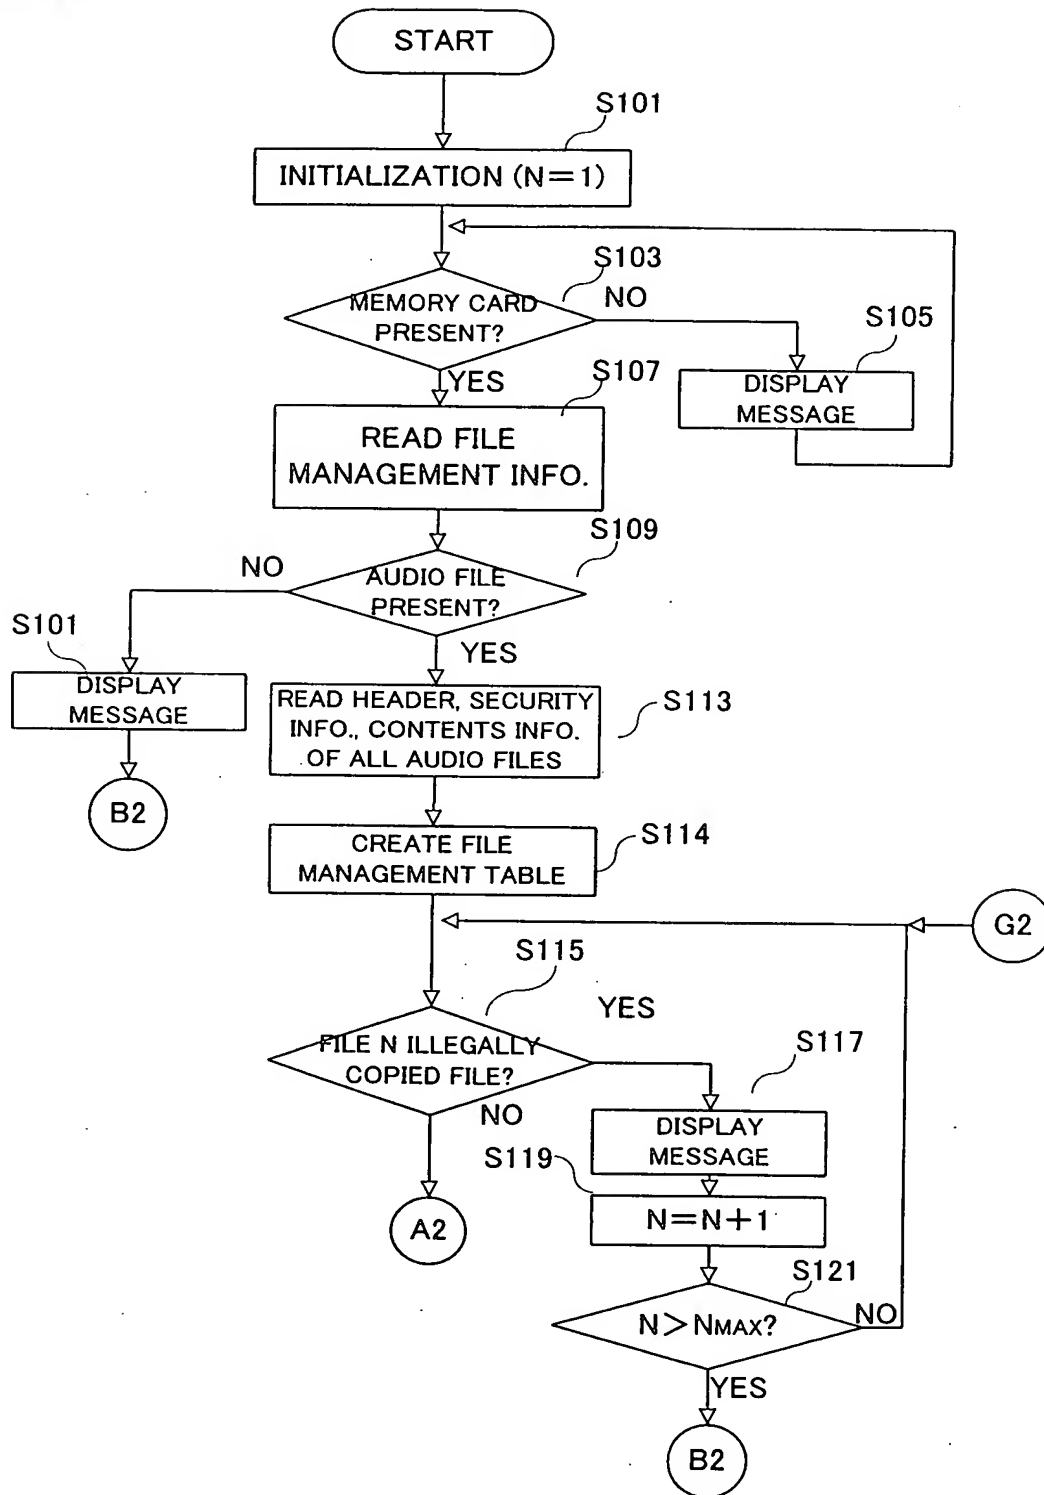 START
S101
INITIALIZATION (N=1)
S103
MEMORY CARD
PRESENT?
NO
S105
DISPLAY
MESSAGE
YES
S107
READ FILE
MANAGEMENT INFO.
S109
NO
AUDIO FILE
PRESENT?
S101
YES
DISPLAY
MESSAGE
READ HEADER, SECURITY
INFO., CONTENTS INFO.
OF ALL AUDIO FILES
S113
B2
CREATE FILE
MANAGEMENT TABLE
S114
G2
S115
YES
FILE N ILLEGALLY
COPIED FILE?
S117
NO
DISPLAY
MESSAGE
S119
N=N+1
A2
S121
N>NMAX?
NO
YES
B2